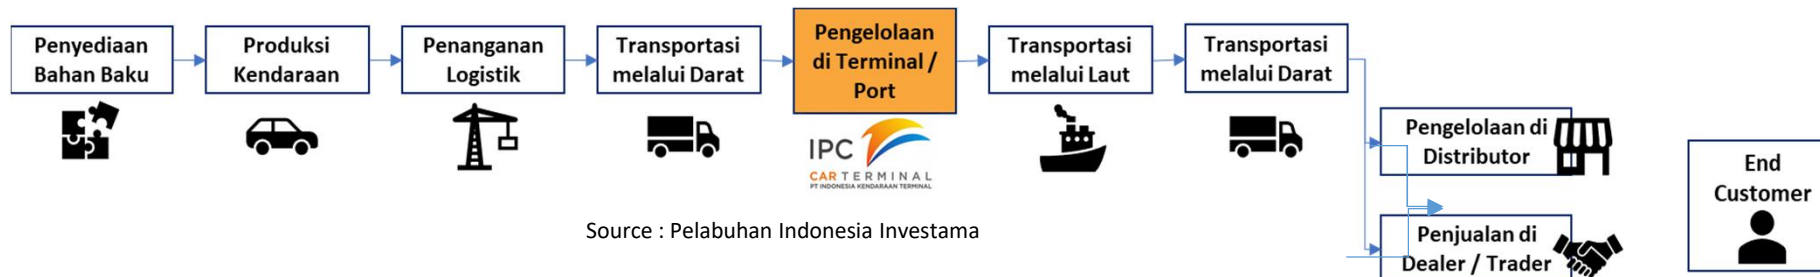 Penyediaan
Bahan Baku
Produksi
Kendaraan
Penanganan
Logistik
Transportasi
melalui Darat
Pengelolaan
di Terminal /
Port
Transportasi
melalui Laut
Transportasi
melalui Darat
IPC
CAR TERMINAL
PT INDONESIA KENDARAAN TERMINAL
Pengelolaan di
Distributor
Penjualan di
Dealer / Trader
End
Customer
Source : Pelabuhan Indonesia Investama